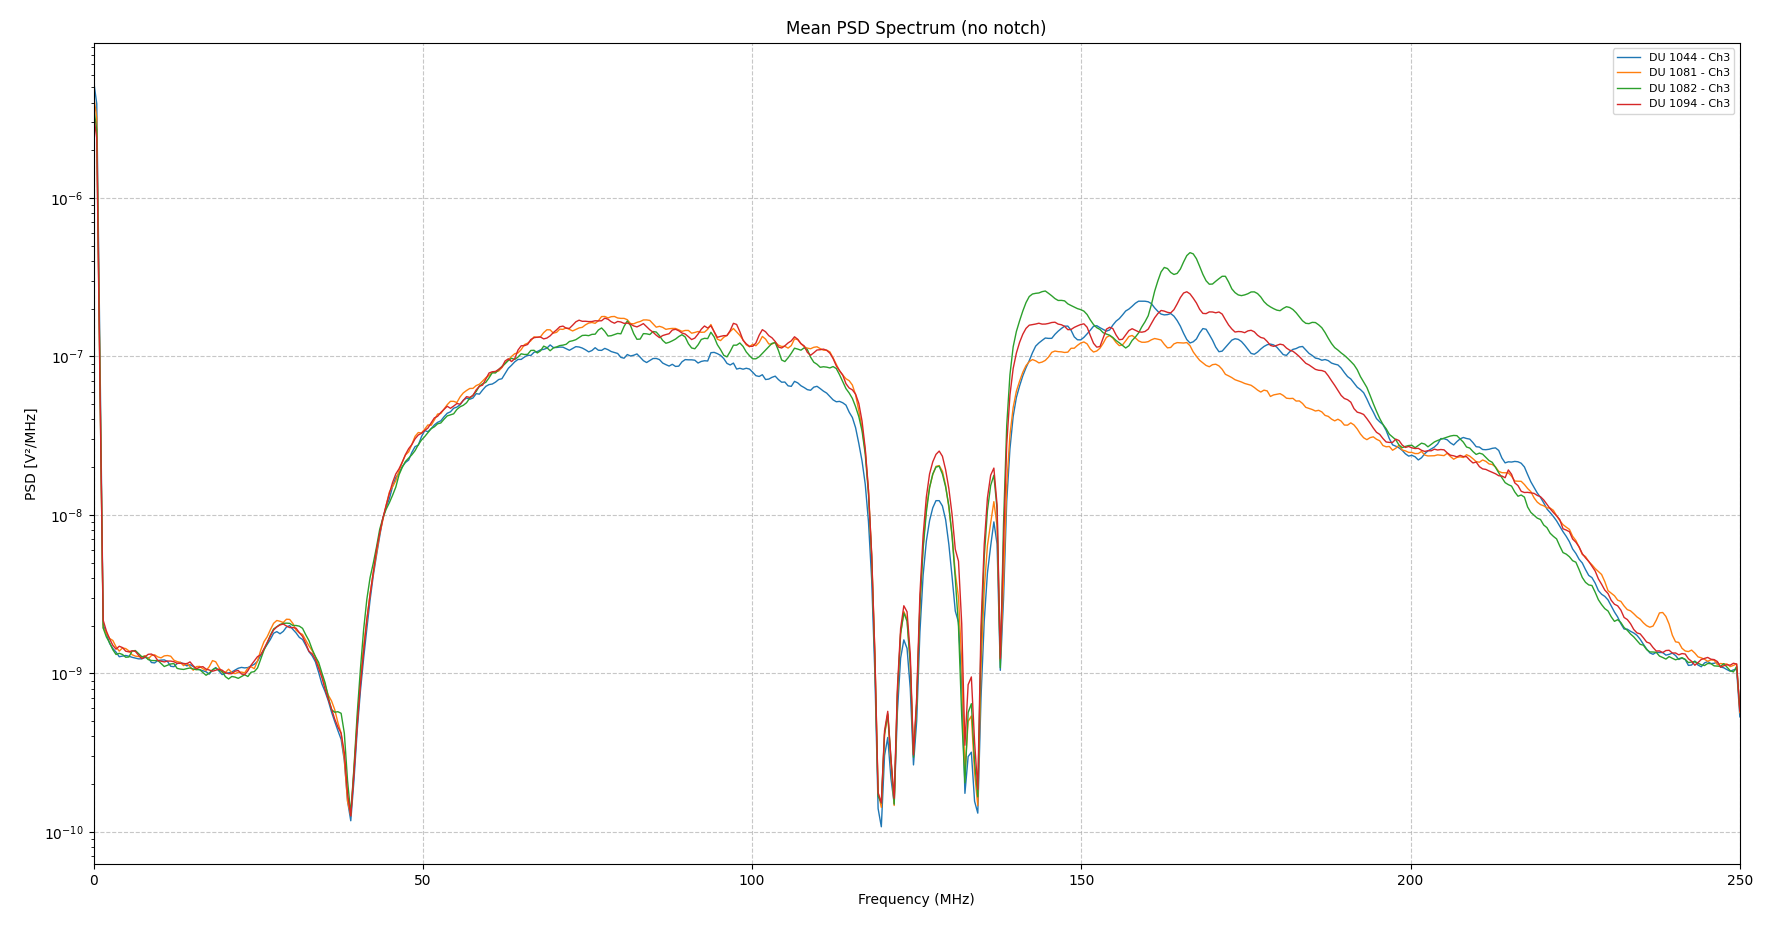 Mean PSD Spectrum (no notch)
DU 1044 - Ch3
DU 1081 - Ch3
DU 1082 - Ch3
DU 1094 - Ch3
PSD [V²/MHz]
10⁻⁶
10⁻⁷
10⁻⁸
10⁻⁹
10⁻¹⁰
0 50 100 150 200 250
Frequency (MHz)